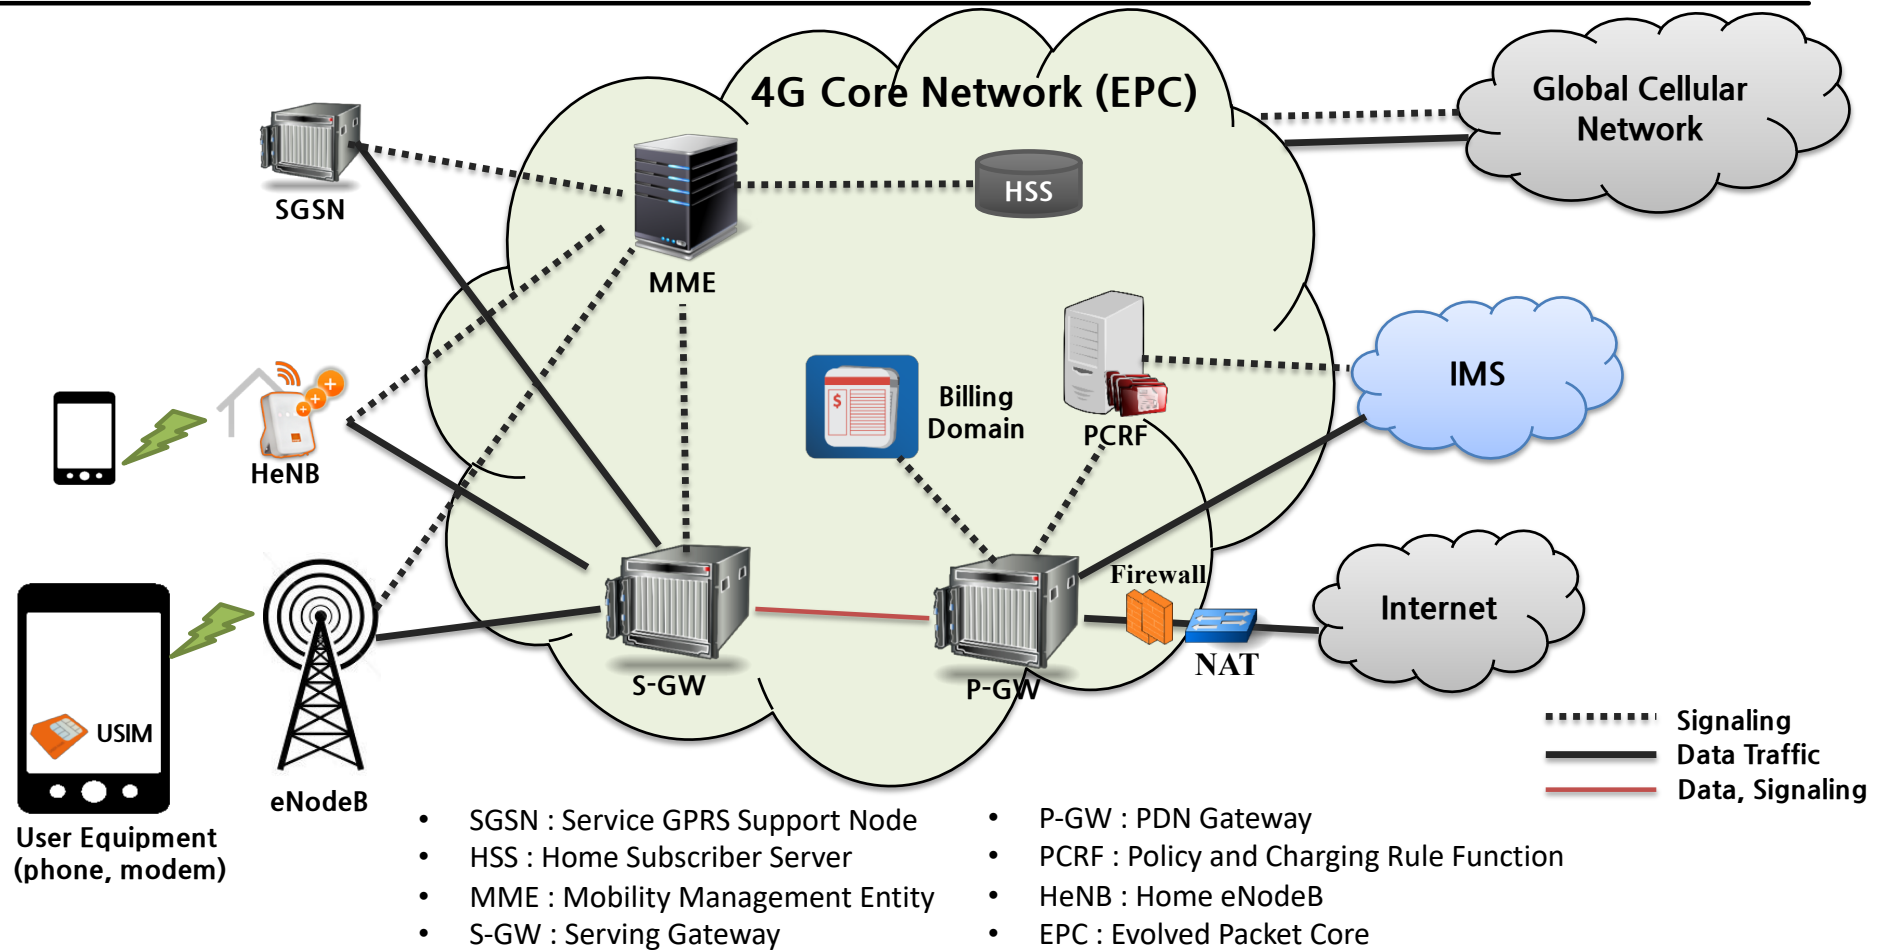 4G Core Network (EPC)
Global Cellular
Network
SGSN
HSS
MME
IMS
Billing
Domain
PCRF
HeNB
Firewall
Internet
NAT
S-GW
P-GW
USIM
eNodeB
User Equipment
(phone, modem)
Signaling
Data Traffic
Data, Signaling
• SGSN : Service GPRS Support Node
• HSS : Home Subscriber Server
• MME : Mobility Management Entity
• S-GW : Serving Gateway
• P-GW : PDN Gateway
• PCRF : Policy and Charging Rule Function
• HeNB : Home eNodeB
• EPC : Evolved Packet Core